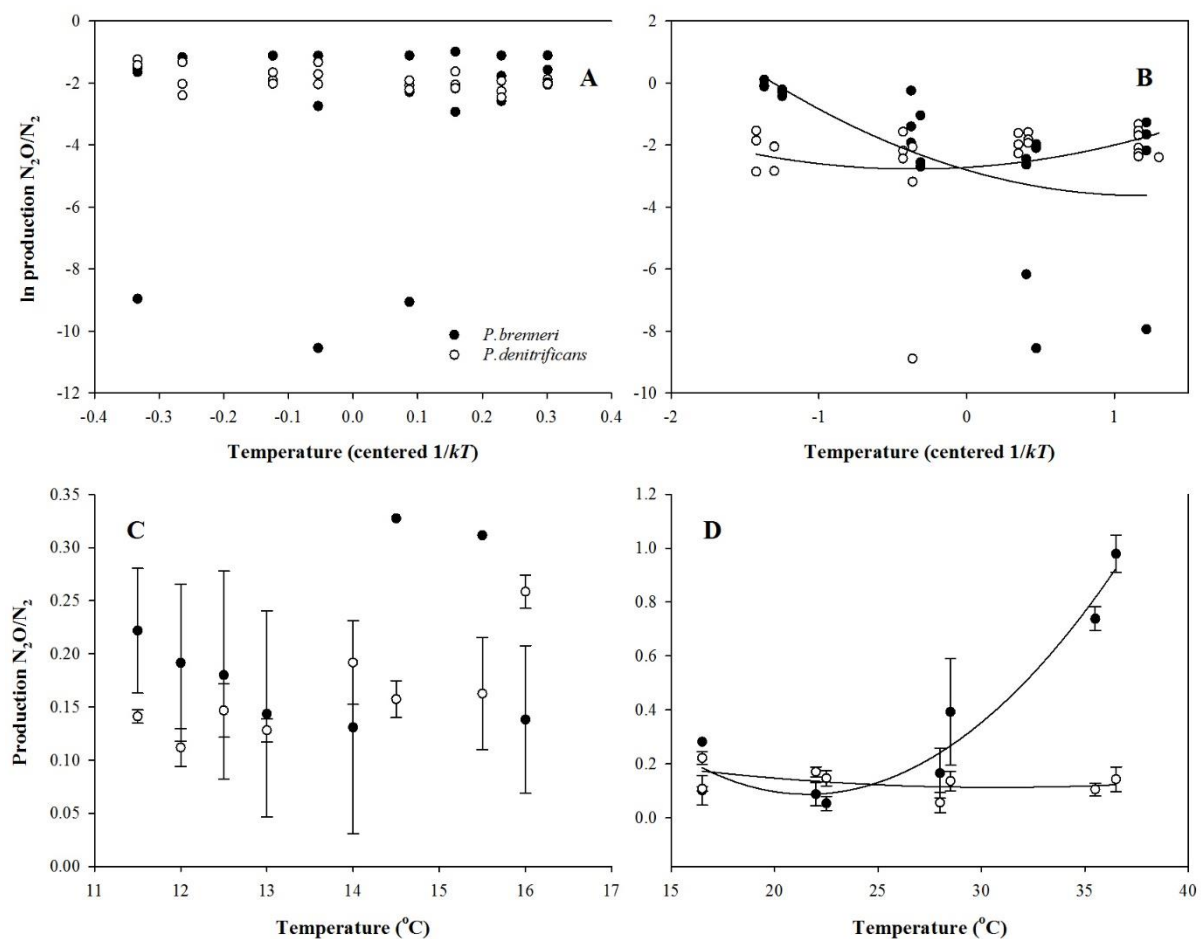 A
B
ln production N₂O/N₂
0
-2
-4
-6
-8
-10
-12
-0.4 -0.3 -0.2 -0.1 0.0 0.1 0.2 0.3 0.4
P.brenneri
P.denitrificans
Temperature (centered 1/kT)
2
0
-2
-4
-6
-8
-10
-2 -1 0 1
Temperature (centered 1/kT)
C
Production N₂O/N₂
0.35
0.30
0.25
0.20
0.15
0.10
0.05
0.00
11 12 13 14 15 16 17
Temperature (°C)
D
1.2
1.0
0.8
0.6
0.4
0.2
0.0
15 20 25 30 35 40
Temperature (°C)